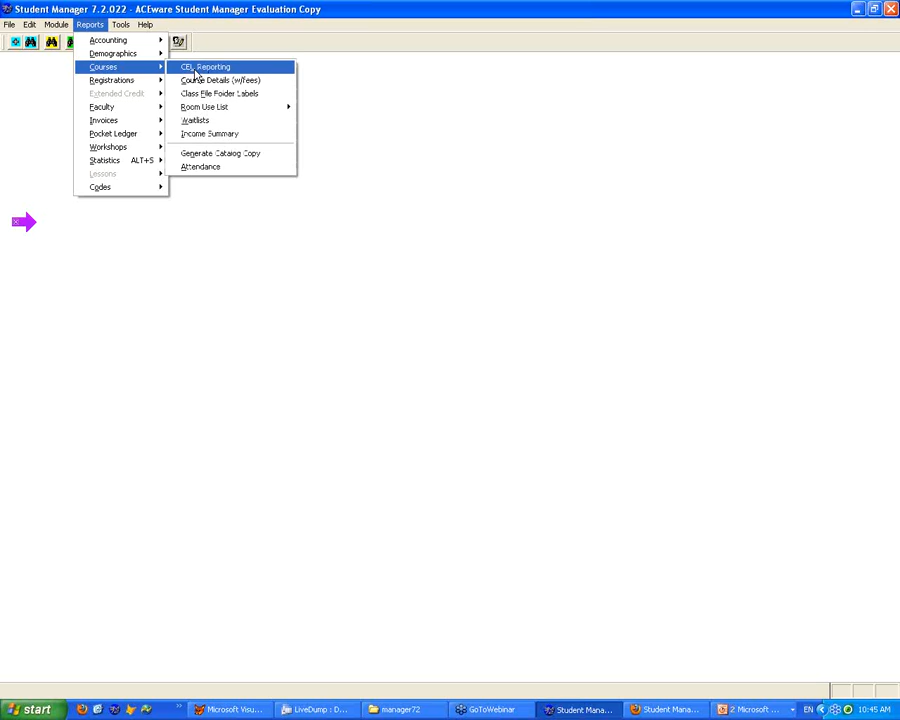 Student Manager 7.2.022 - ACEware Student Manager Evaluation Copy
File Edit Module Reports Tools Help
Accounting
Demographics
Courses
Registrations
Extended Credit
Faculty
Invoices
Pocket Ledger
Workshops
Statistics ALT+S
Lessons
Codes
CEU Reporting
Course Details (w/fees)
Class File Folder Labels
Room Use List
Waitlists
Income Summary
Generate Catalog Copy
Attendance
start
Microsoft Visu...
LiveDump : D...
manager72
GoToWebinar
Student Mana...
Student Mana...
2 Microsoft ...
EN
10:45 AM